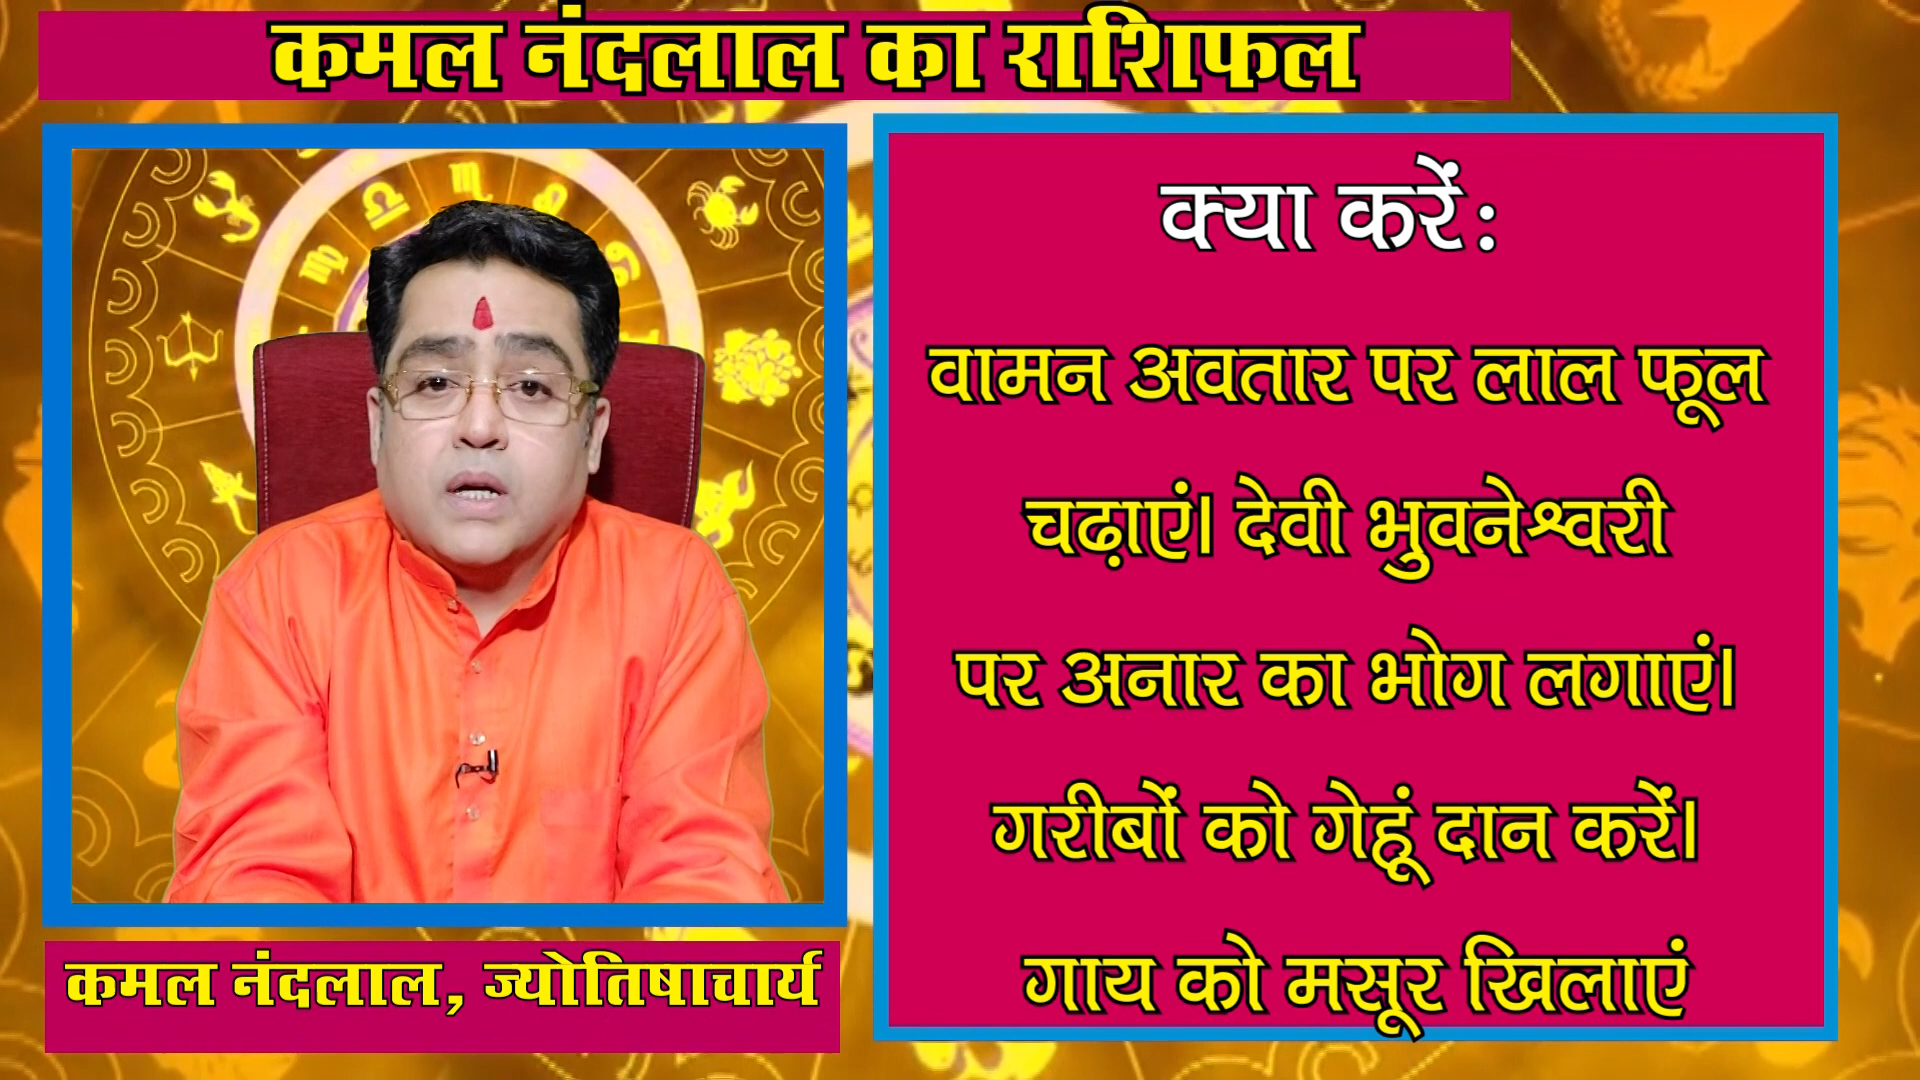 कमल नंदलाल का राशिफल
क्या करें:
वामन अवतार पर लाल फूल
चढ़ाएं। देवी भुवनेश्वरी
पर अनार का भोग लगाएं।
गरीबों को गेहूं दान करें।
गाय को मसूर खिलाएं
कमल नंदलाल, ज्योतिषाचार्य